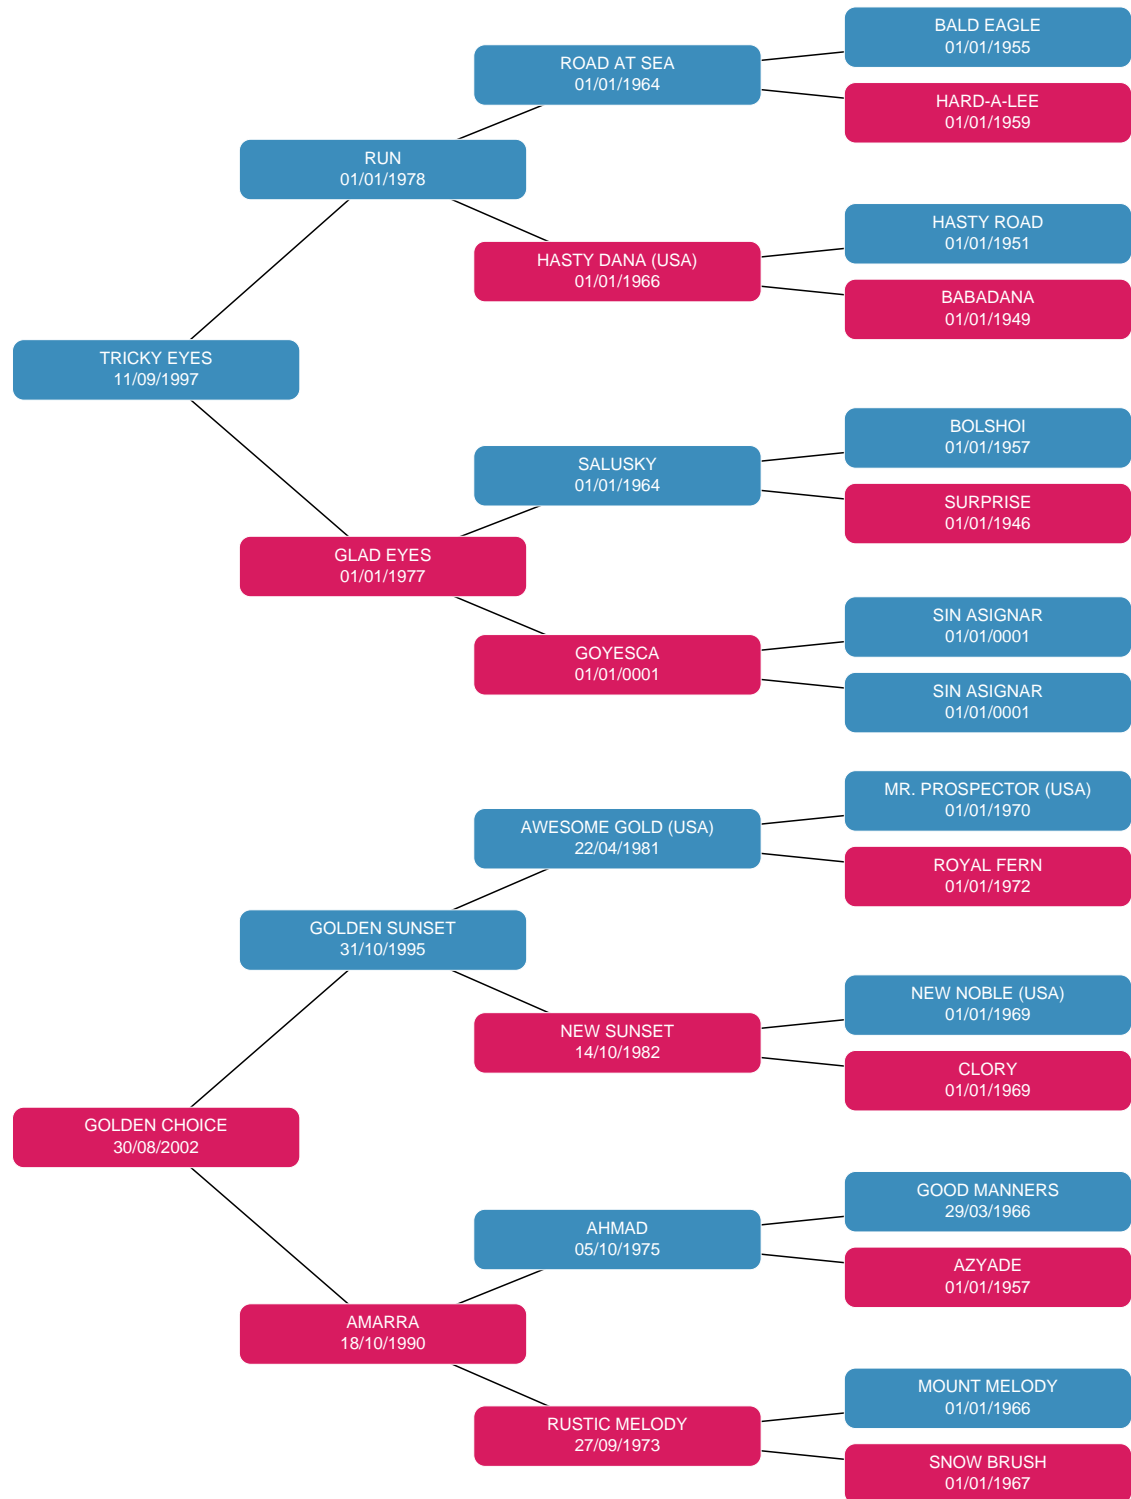 BALD EAGLE
01/01/1955
ROAD AT SEA
01/01/1964
HARD-A-LEE
01/01/1959
RUN
01/01/1978
HASTY ROAD
01/01/1951
HASTY DANA (USA)
01/01/1966
BABADANA
01/01/1949
TRICKY EYES
11/09/1997
BOLSHOI
01/01/1957
SALUSKY
01/01/1964
SURPRISE
01/01/1946
GLAD EYES
01/01/1977
SIN ASIGNAR
01/01/0001
GOYESCA
01/01/0001
SIN ASIGNAR
01/01/0001
MR. PROSPECTOR (USA)
01/01/1970
AWESOME GOLD (USA)
22/04/1981
ROYAL FERN
01/01/1972
GOLDEN SUNSET
31/10/1995
NEW NOBLE (USA)
01/01/1969
NEW SUNSET
14/10/1982
CLORY
01/01/1969
GOLDEN CHOICE
30/08/2002
GOOD MANNERS
29/03/1966
AHMAD
05/10/1975
AZYADE
01/01/1957
AMARRA
18/10/1990
MOUNT MELODY
01/01/1966
RUSTIC MELODY
27/09/1973
SNOW BRUSH
01/01/1967